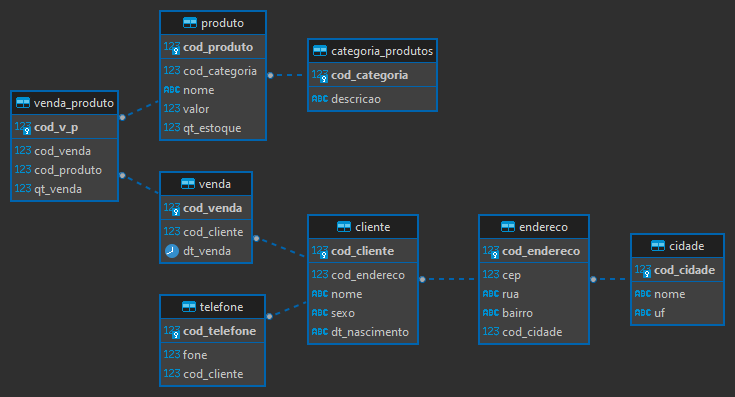 produto
123 cod_produto
123 cod_categoria
ABC nome
123 valor
123 qt_estoque
categoria_produtos
123 cod_categoria
ABC descricao
venda_produto
123 cod_v_p
123 cod_venda
123 cod_produto
123 qt_venda
venda
123 cod_venda
123 cod_cliente
dt_venda
cliente
123 cod_cliente
123 cod_endereco
ABC nome
ABC sexo
ABC dt_nascimento
endereco
123 cod_endereco
123 cep
ABC rua
ABC bairro
123 cod_cidade
cidade
123 cod_cidade
ABC nome
ABC uf
telefone
123 cod_telefone
123 fone
123 cod_cliente